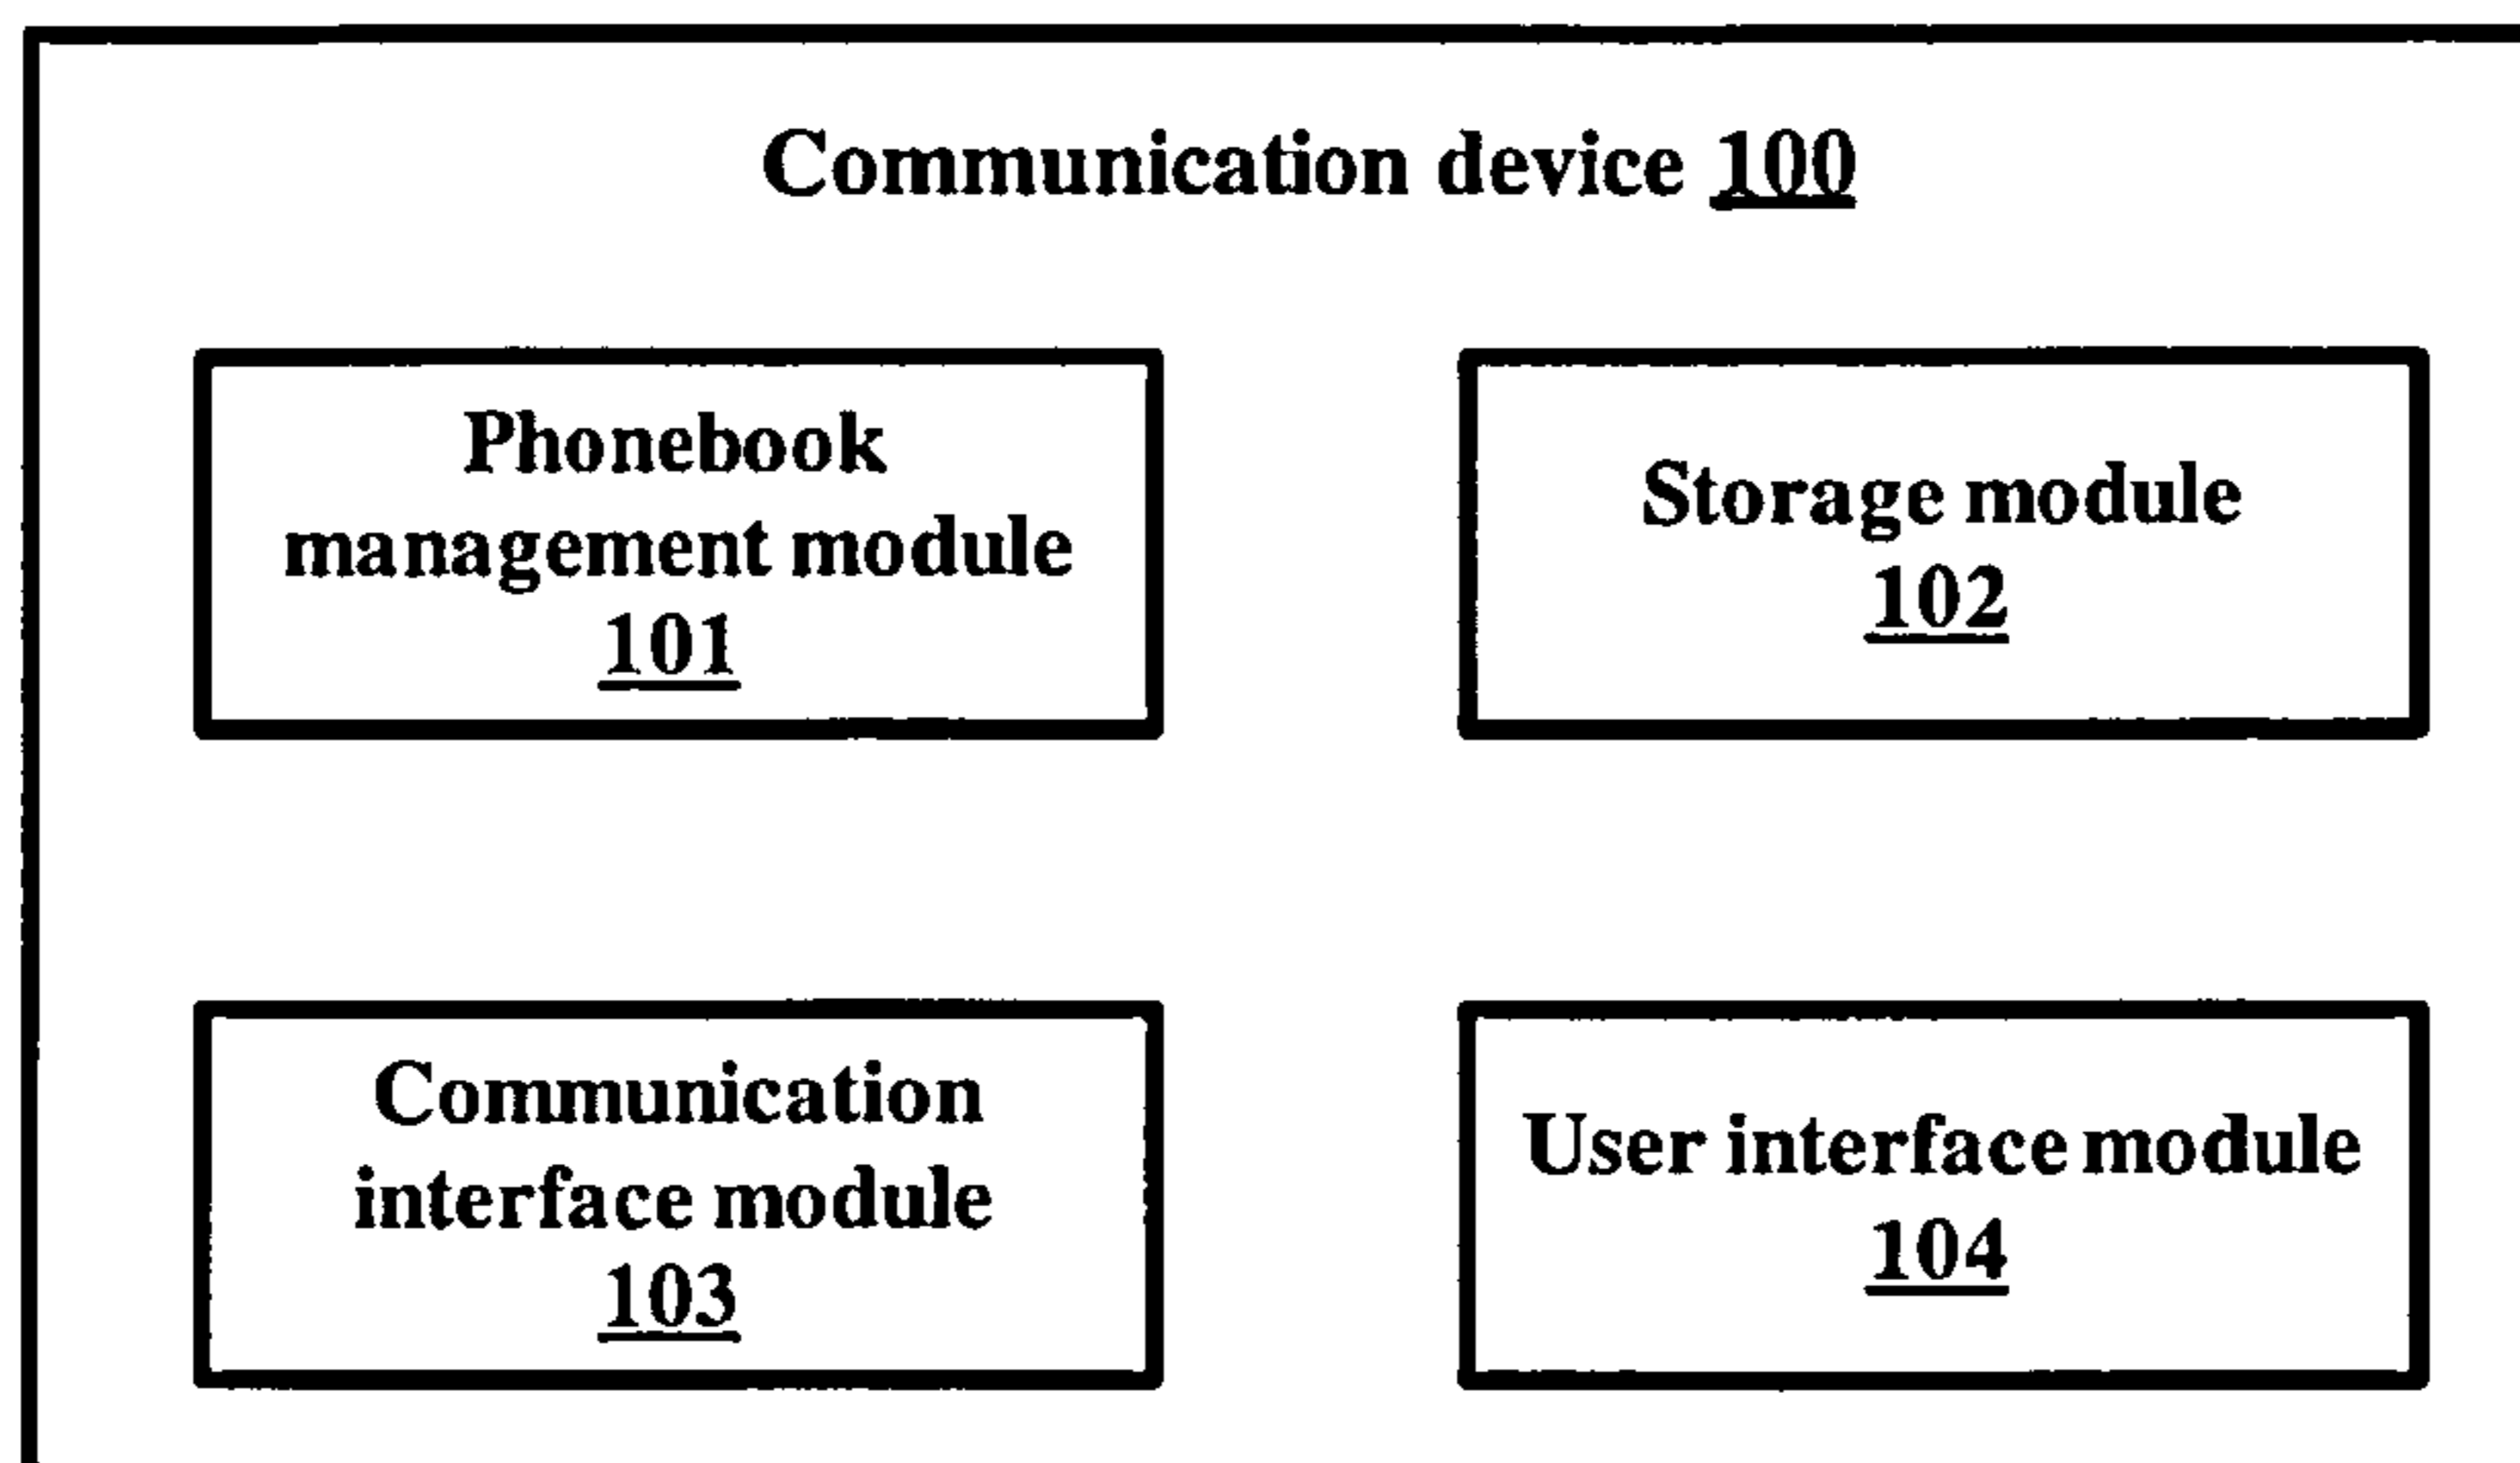 Communication device 100
Phonebook
management module
101
Storage module
102
Communication
interface module
103
User interface module
104